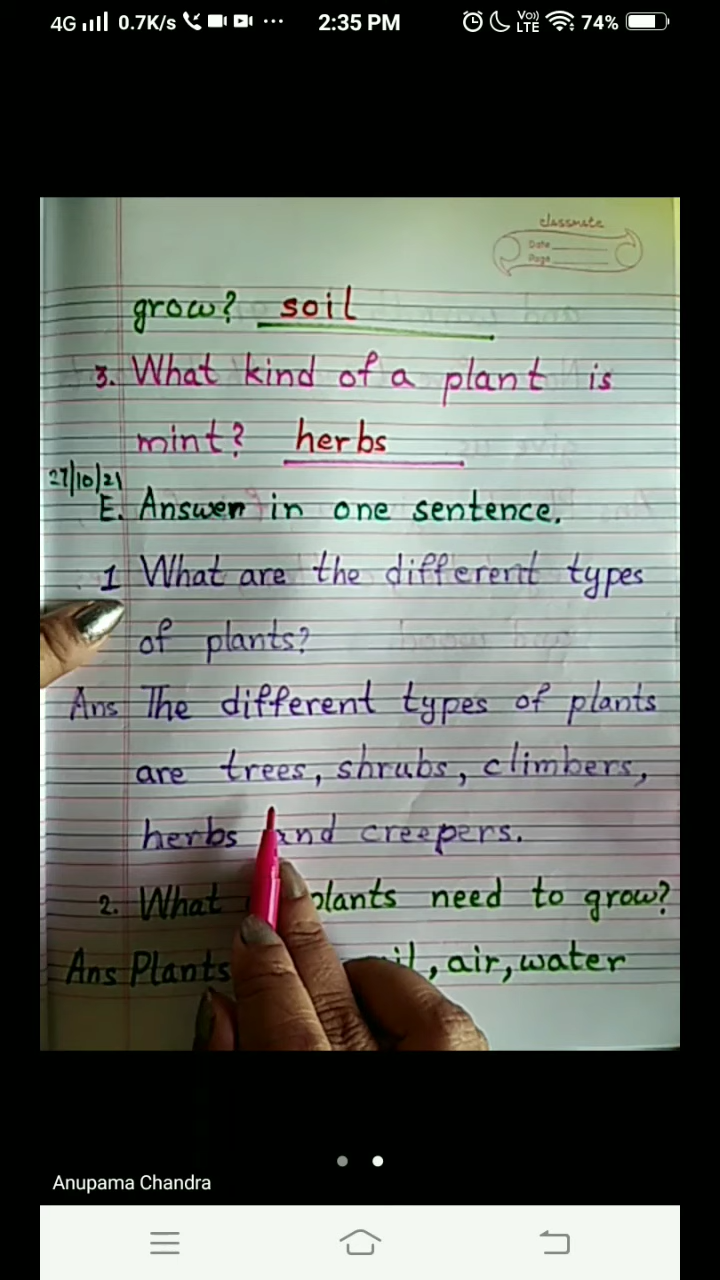 4G 0.7K/s 2:35 PM Vo) LTE 74%
classmate
Date
Page
grow? soil
3. What kind of a plant is
mint? herbs
27/10/21
E. Answer in one sentence.
1 What are the different types
of plants?
Ans The different types of plants
are trees, shrubs, climbers,
herbs and creepers.
2. What plants need to grow?
Ans Plants , air, water
Anupama Chandra